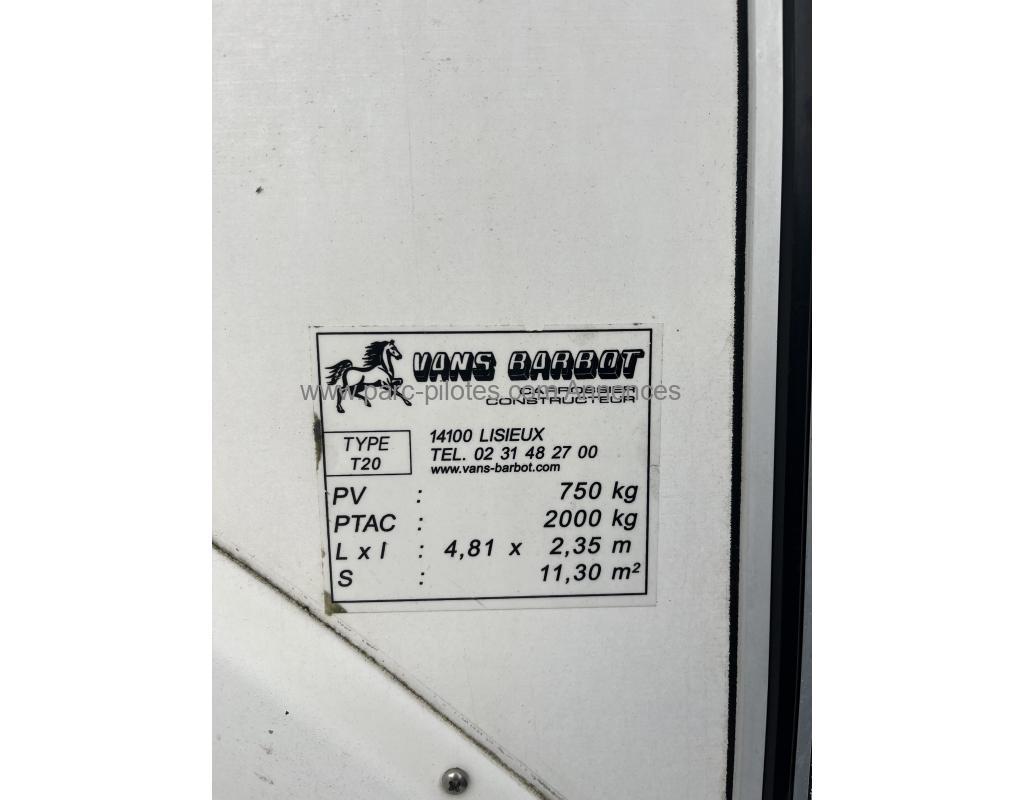 VANS BARBOT
CARROSSIER
CONSTRUCTEUR
www.parc-pilotes.com Annonces
TYPE
T20
14100 LISIEUX
TEL. 02 31 48 27 00
www.vans-barbot.com
PV : 750 kg
PTAC : 2000 kg
L x l : 4,81 x 2,35 m
S : 11,30 m²